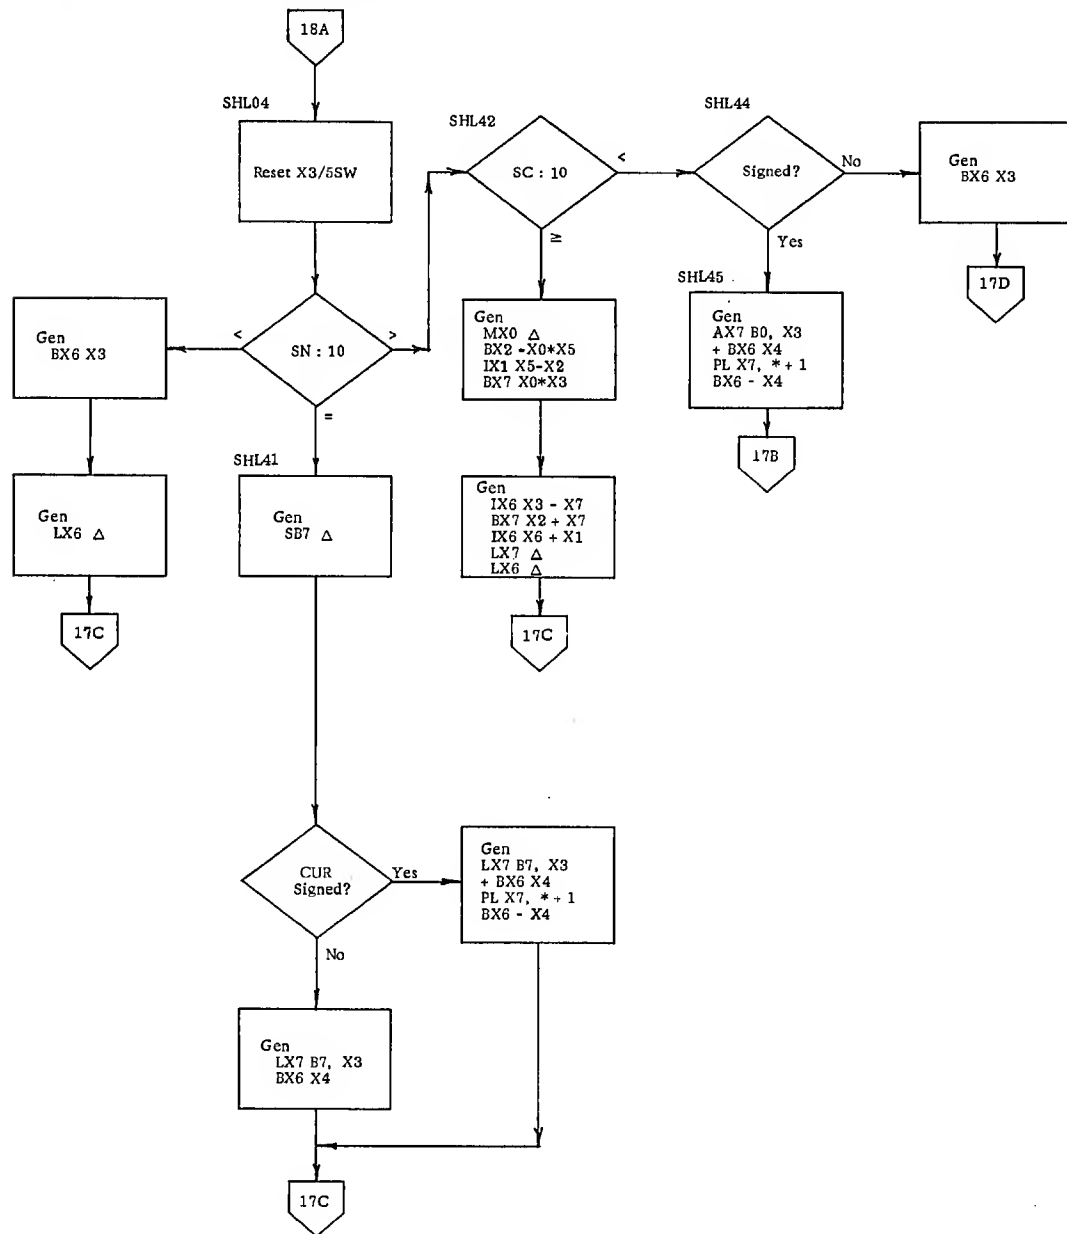 18A
SHL04
Reset X3/5SW
SHL42
SC : 10
<
≥
SHL44
Signed?
No
Yes
Gen
BX6 X3
17D
Gen
BX6 X3
<
SN : 10
>
=
Gen
MX0 Δ
BX2 -X0*X5
IX1 X5-X2
BX7 X0*X3
SHL45
Gen
AX7 B0, X3
+ BX6 X4
PL X7, * + 1
BX6 - X4
17B
Gen
LX6 Δ
17C
SHL41
Gen
SB7 Δ
Gen
IX6 X3 - X7
BX7 X2 + X7
IX6 X6 + X1
LX7 Δ
LX6 Δ
17C
CUR
Signed?
Yes
No
Gen
LX7 B7, X3
+ BX6 X4
PL X7, * + 1
BX6 - X4
Gen
LX7 B7, X3
BX6 X4
17C